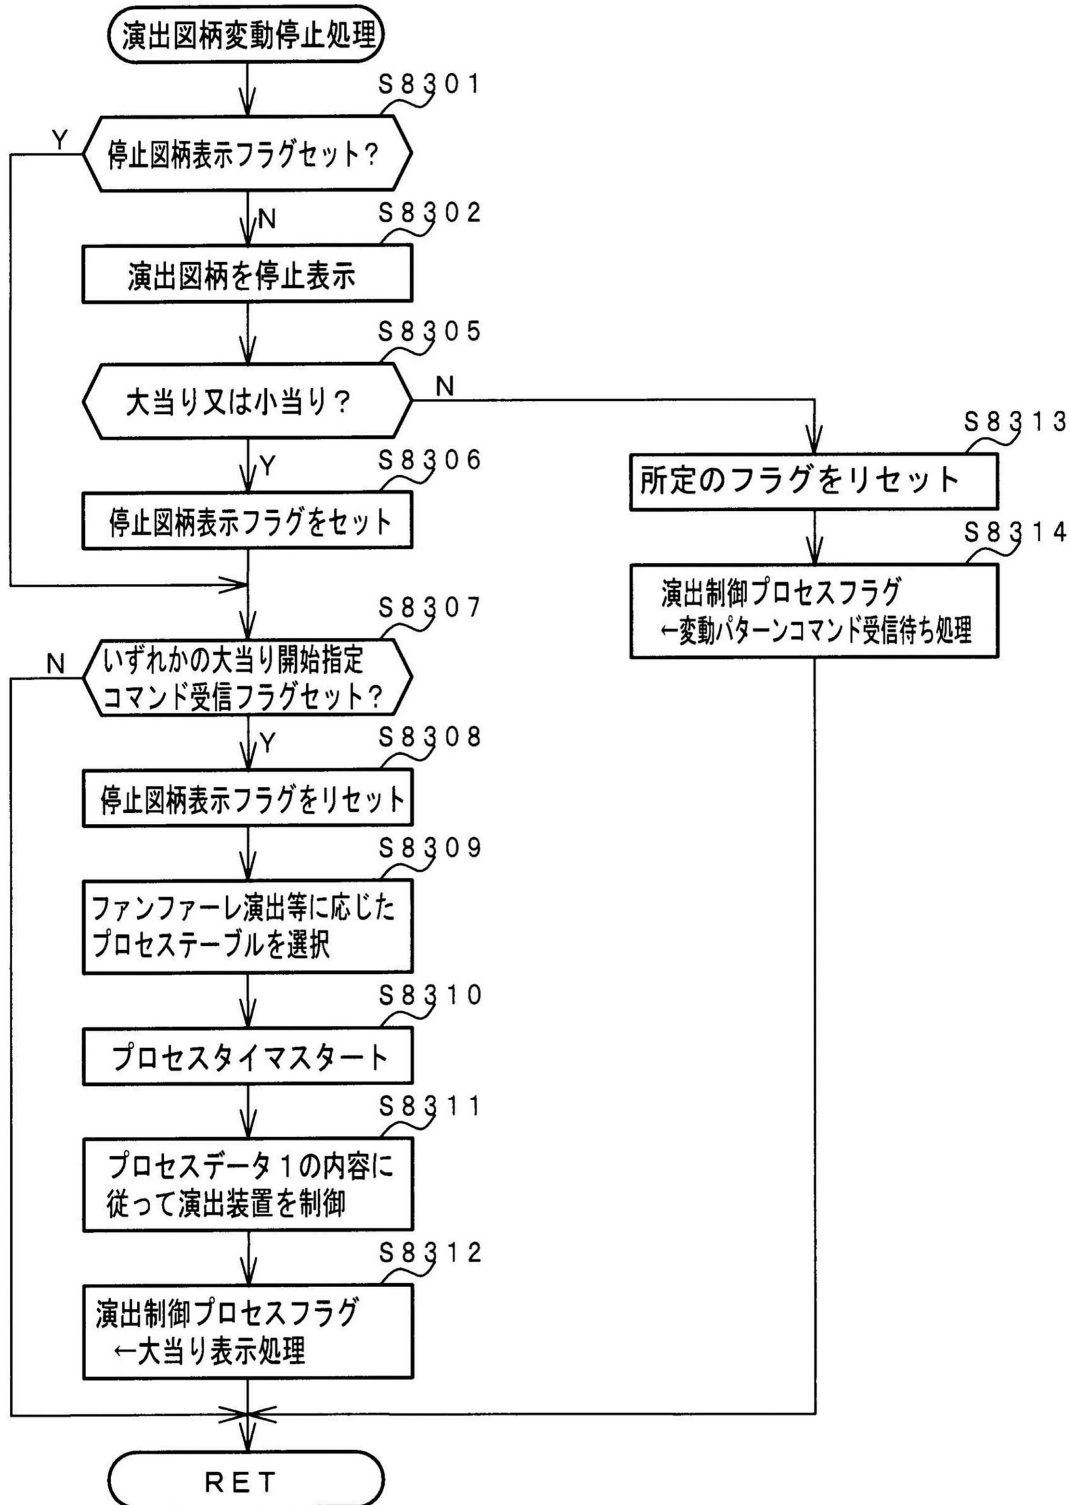 演出図柄変動停止処理
S8301
Y
停止図柄表示フラグセット?
N
S8302
演出図柄を停止表示
S8305
大当り又は小当り?
N
Y
S8306
停止図柄表示フラグをセット
S8313
所定のフラグをリセット
S8314
演出制御プロセスフラグ
←変動パターンコマンド受信待ち処理
S8307
N
いずれかの大当り開始指定
コマンド受信フラグセット?
Y
S8308
停止図柄表示フラグをリセット
S8309
ファンファーレ演出等に応じた
プロセステーブルを選択
S8310
プロセスタイマスタート
S8311
プロセスデータ1の内容に
従って演出装置を制御
S8312
演出制御プロセスフラグ
←大当り表示処理
RET